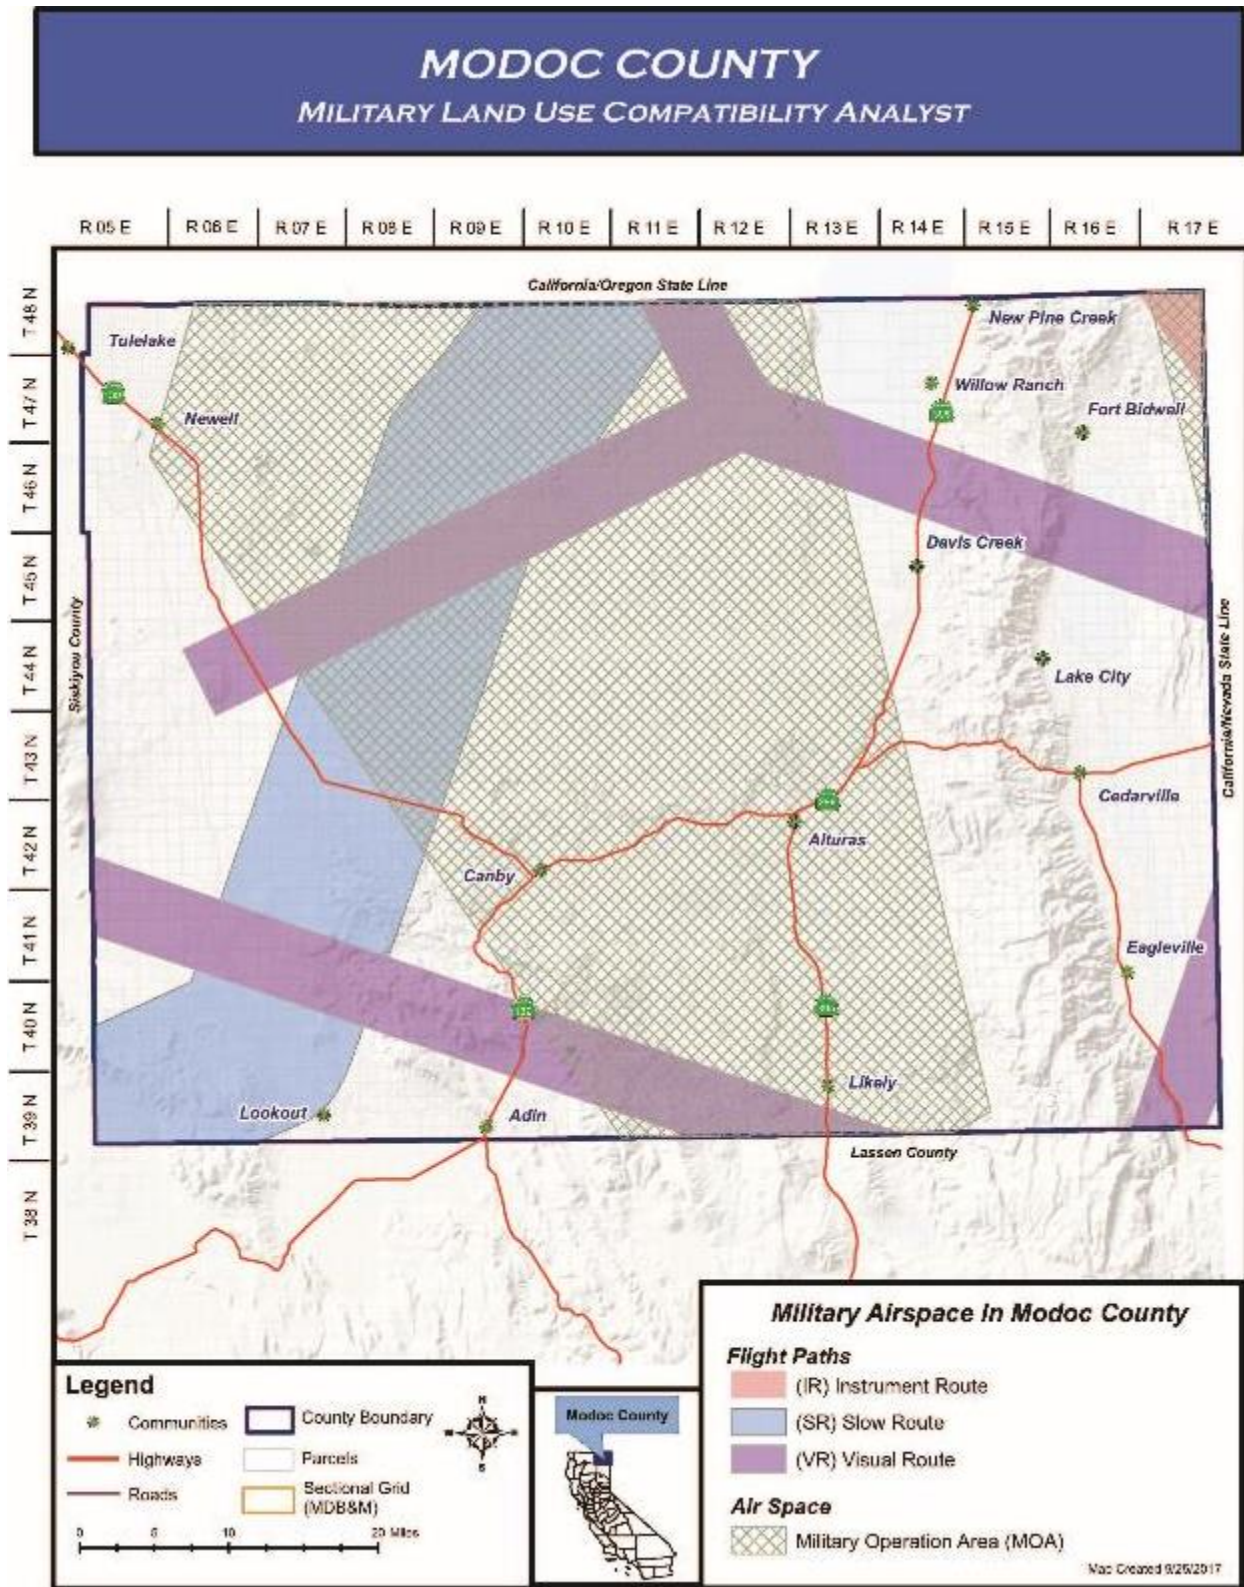 MODOC COUNTY
MILITARY LAND USE COMPATIBILITY ANALYST
R 05 E R 06 E R 07 E R 08 E R 09 E R 10 E R 11 E R 12 E R 13 E R 14 E R 15 E R 16 E R 17 E
California/Oregon State Line
T 48 N
T 47 N
T 46 N
T 45 N
T 44 N
T 43 N
T 42 N
T 41 N
T 40 N
T 39 N
T 38 N
New Pine Creek
Tulelake
Willow Ranch
Newell
Fort Bidwell
Davis Creek
Siskiyou County
Lake City
California/Nevada State Line
Cedarville
Alturas
Canby
Eagleville
Likely
Lookout
Adin
Lassen County
Military Airspace In Modoc County
Flight Paths
(IR) Instrument Route
(SR) Slow Route
(VR) Visual Route
Air Space
Military Operation Area (MOA)
Map Created 9/25/2017
Legend
Communities
Highways
Roads
County Boundary
Parcels
Sectional Grid
(MDB&M)
N
W
E
S
0 5 10 20 Miles
Modoc County